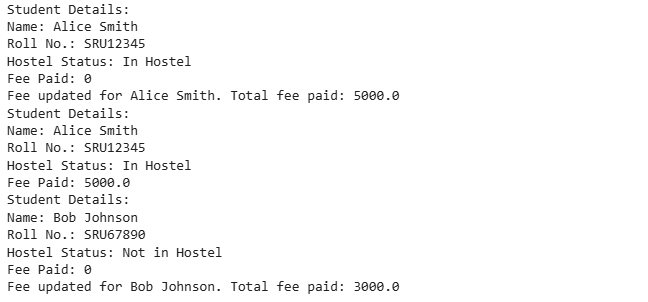 Student Details:
Name: Alice Smith
Roll No.: SRU12345
Hostel Status: In Hostel
Fee Paid: 0
Fee updated for Alice Smith. Total fee paid: 5000.0
Student Details:
Name: Alice Smith
Roll No.: SRU12345
Hostel Status: In Hostel
Fee Paid: 5000.0
Student Details:
Name: Bob Johnson
Roll No.: SRU67890
Hostel Status: Not in Hostel
Fee Paid: 0
Fee updated for Bob Johnson. Total fee paid: 3000.0